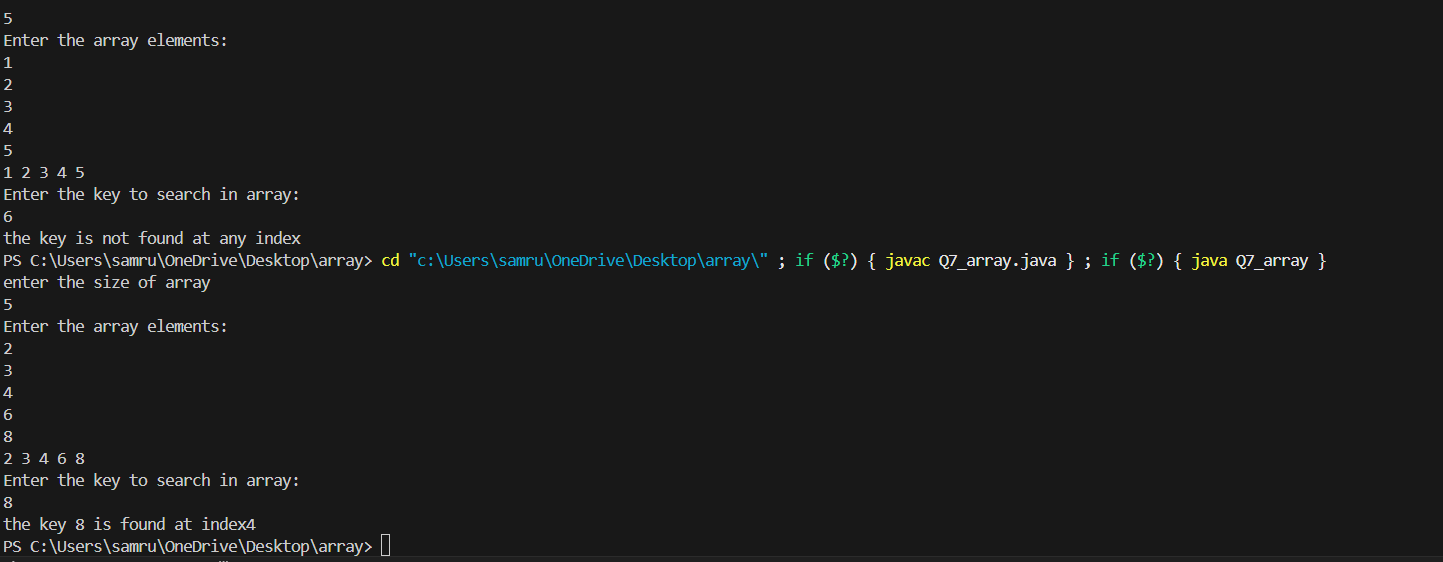 5
Enter the array elements:
1
2
3
4
5
1 2 3 4 5
Enter the key to search in array:
6
the key is not found at any index
PS C:\Users\samru\OneDrive\Desktop\array> cd "c:\Users\samru\OneDrive\Desktop\array\" ; if ($?) { javac Q7_array.java } ; if ($?) { java Q7_array }
enter the size of array
5
Enter the array elements:
2
3
4
6
8
2 3 4 6 8
Enter the key to search in array:
8
the key 8 is found at index4
PS C:\Users\samru\OneDrive\Desktop\array>